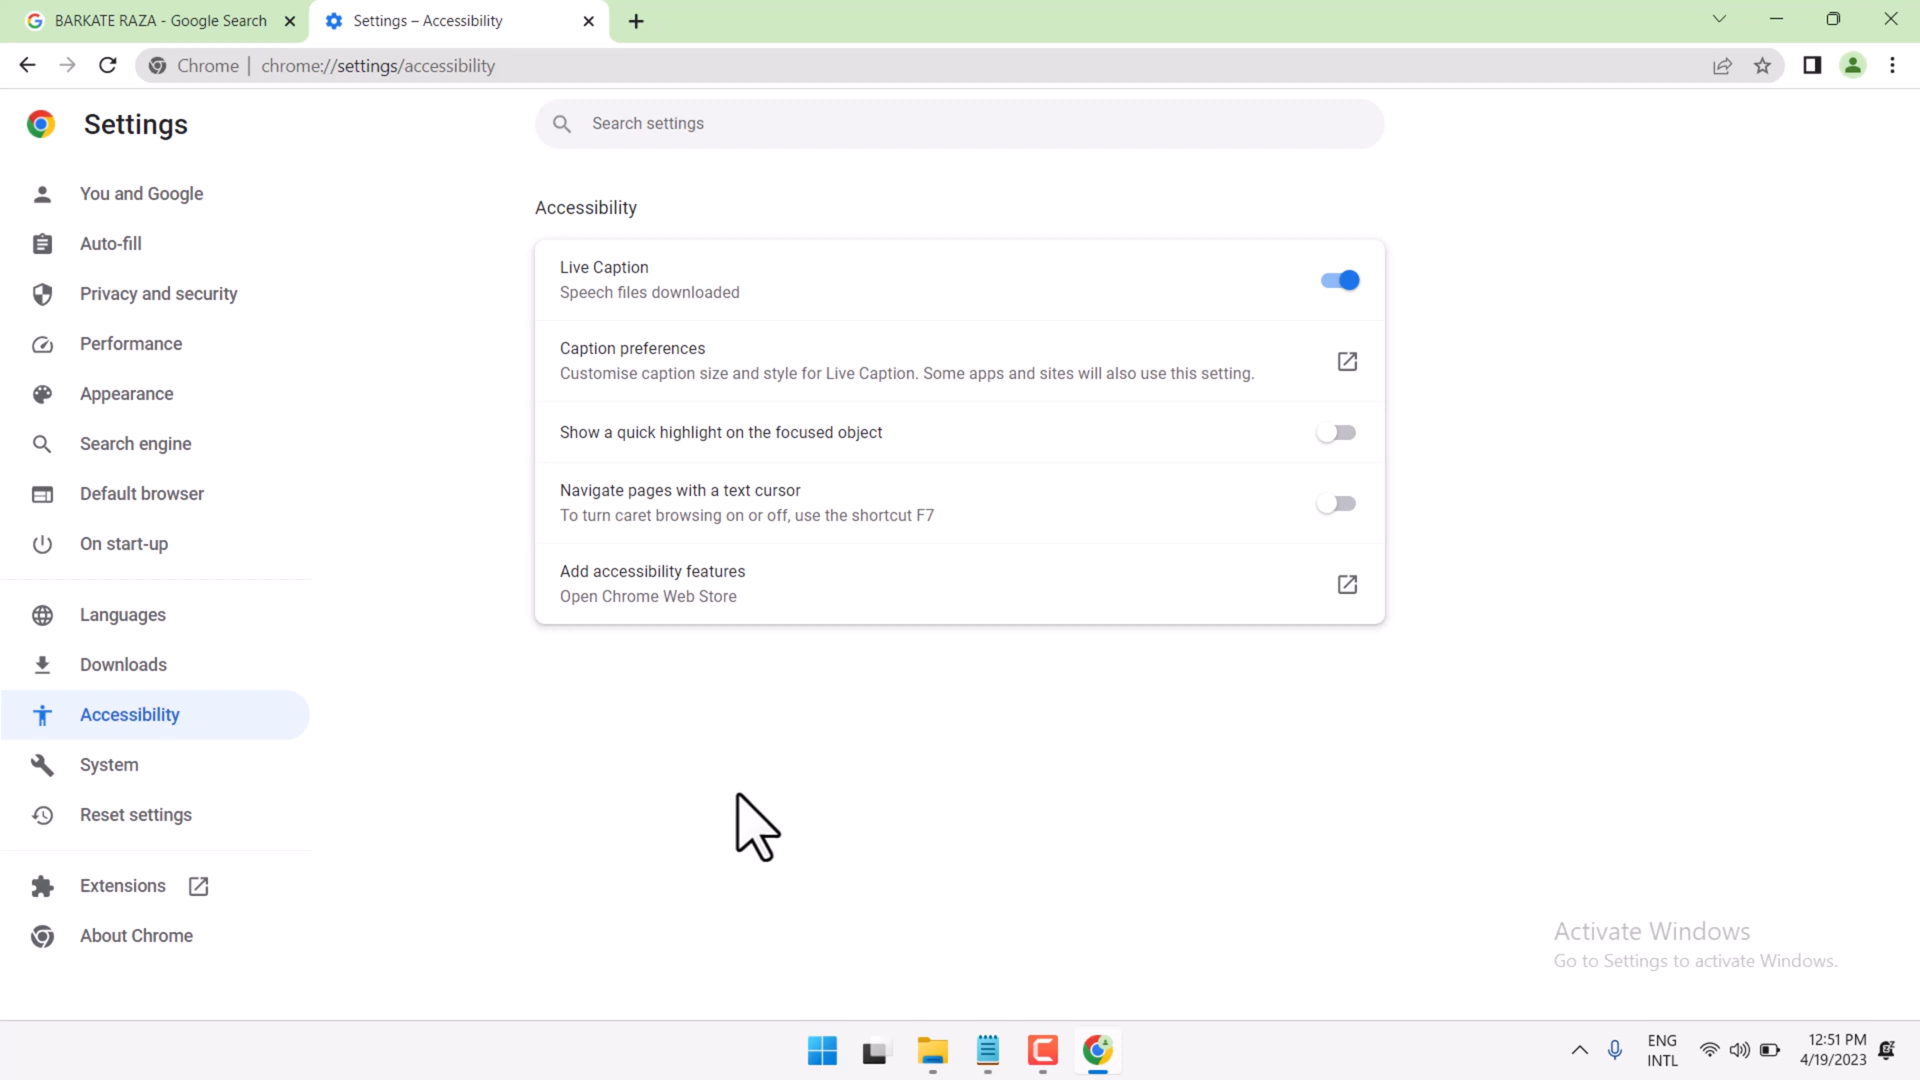 BARKATE RAZA - Google Search
Settings – Accessibility
Chrome | chrome://settings/accessibility
Settings
Search settings
You and Google
Auto-fill
Privacy and security
Performance
Appearance
Search engine
Default browser
On start-up
Languages
Downloads
Accessibility
System
Reset settings
Extensions
About Chrome
Accessibility
Live Caption
Speech files downloaded
Caption preferences
Customise caption size and style for Live Caption. Some apps and sites will also use this setting.
Show a quick highlight on the focused object
Navigate pages with a text cursor
To turn caret browsing on or off, use the shortcut F7
Add accessibility features
Open Chrome Web Store
Activate Windows
Go to Settings to activate Windows.
ENG
INTL
12:51 PM
4/19/2023